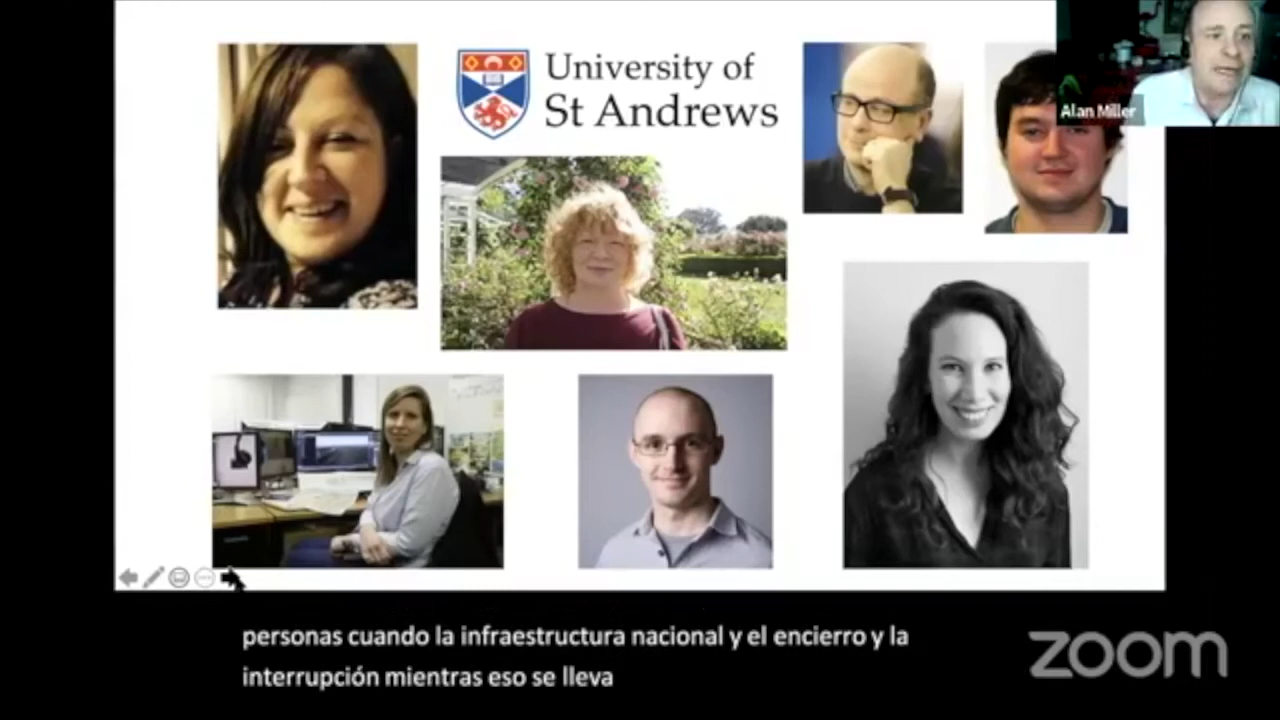 University of
St Andrews
Alan Miller
personas cuando la infraestructura nacional y el encierro y la
interrupción mientras eso se lleva
zoom